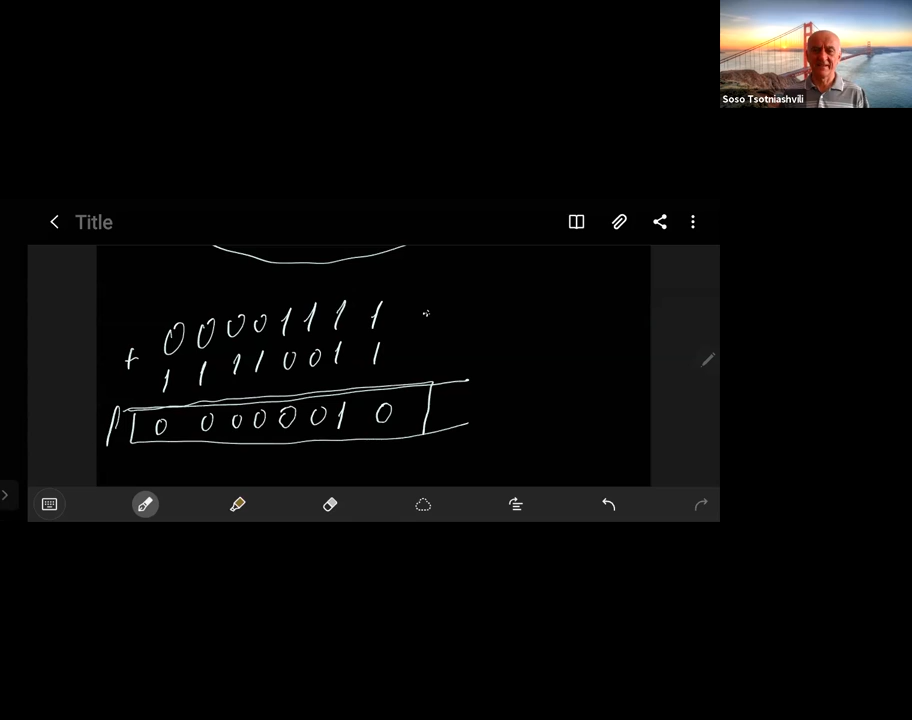 Soso Tsotniashvili
Title
0 0 0 0 1 1 1 1
+ 1 1 1 1 0 0 1 1
1 0 0 0 0 0 0 1 0